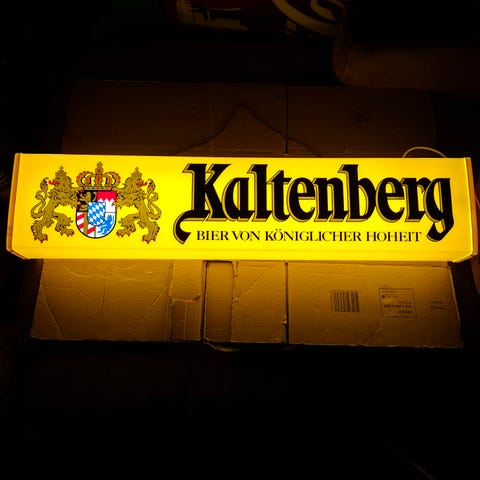 Kaltenberg
BIER VON KÖNIGLICHER HOHEIT